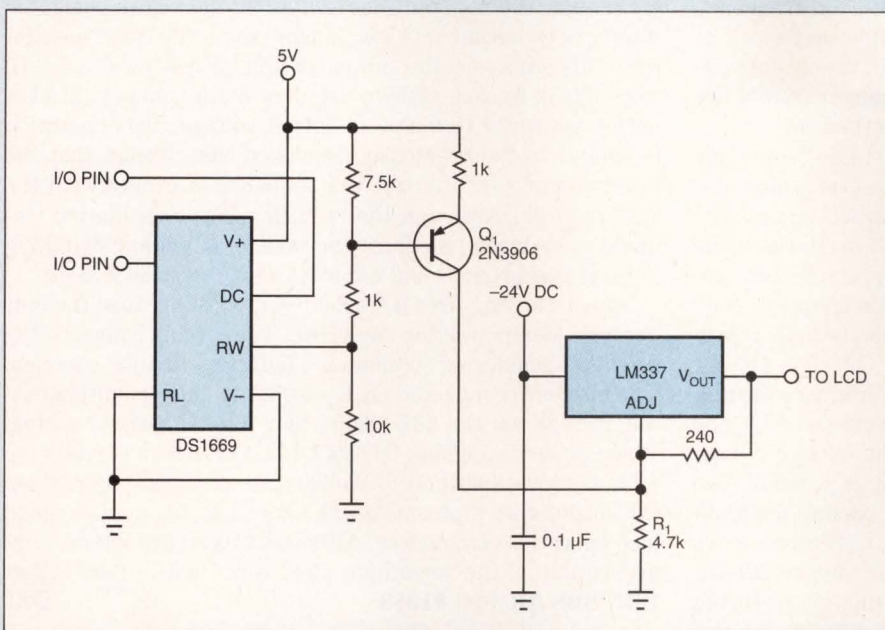 5V
I/O PIN
I/O PIN
7.5k
1k
Q1
2N3906
V+
DC
RW
RL
V–
DS1669
1k
10k
–24V DC
LM337
VOUT
ADJ
TO LCD
240
0.1 µF
R1
4.7k